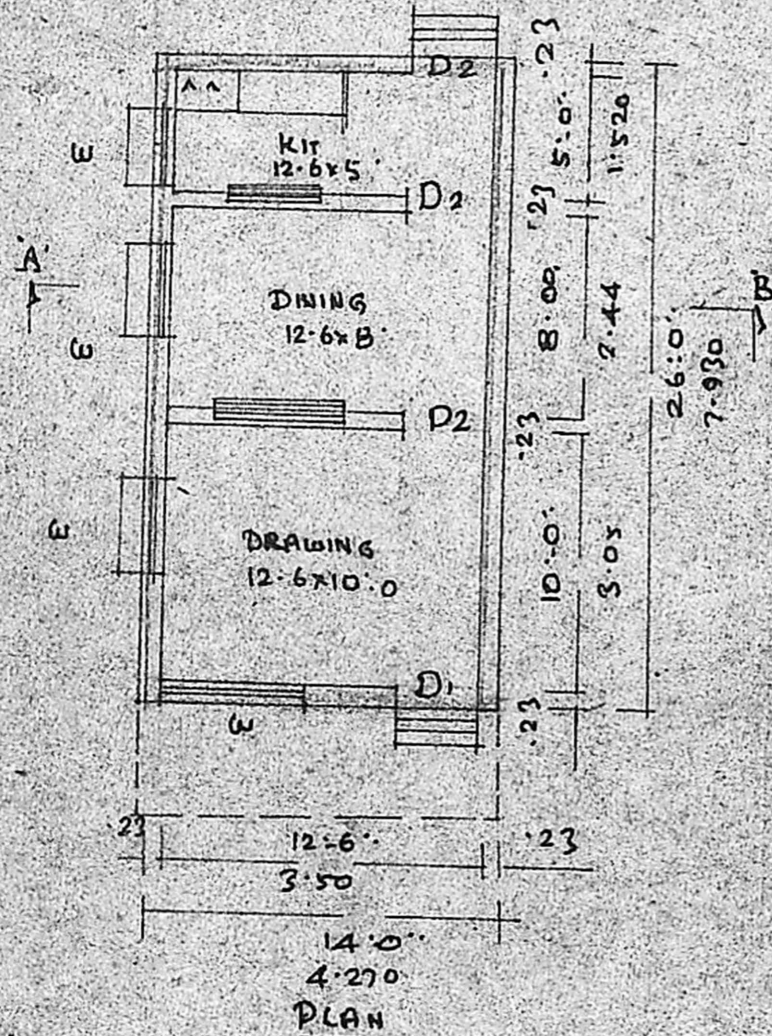 D2
.23
KIT
12.6x5'
5'-0"
1.520
W
D2
.23
'A'
DINING
12.6x8'
8.00
2.44
B'
W
26'-0"
7.930
D2
.23
W
DRAWING
12.6x10'.0
10'-0"
3.05
D1
W
.23
.23
12'-6"
.23
3.50
14'0"
4.270
PLAN